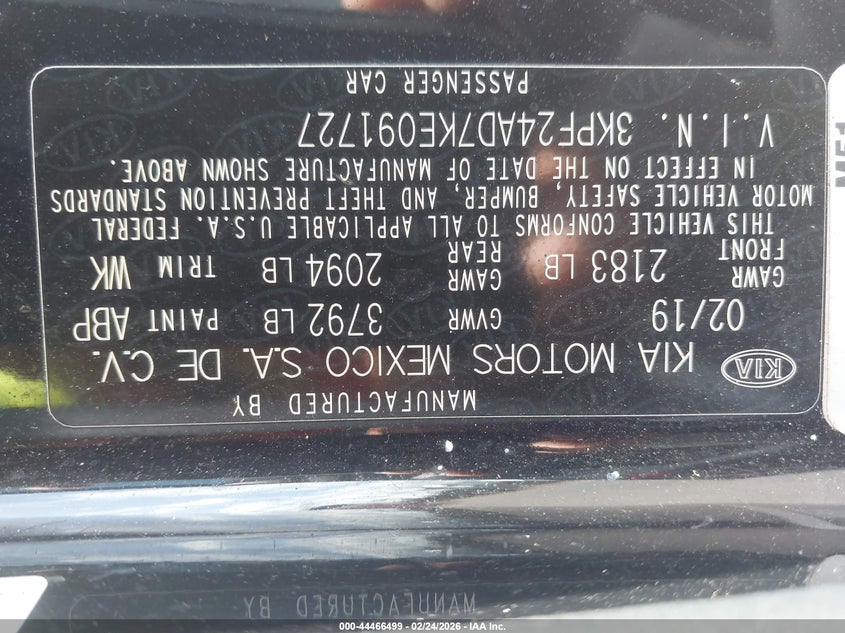 MANUFACTURED BY
KIA KIA MOTORS MEXICO S.A. DE C.V.
02/19 GVWR 3792 LB PAINT ABP
GAWR FRONT 2183 LB GAWR REAR 2094 LB TRIM WK
THIS VEHICLE CONFORMS TO ALL APPLICABLE U.S.A. FEDERAL
MOTOR VEHICLE SAFETY, BUMPER, AND THEFT PREVENTION STANDARDS
IN EFFECT ON THE DATE OF MANUFACTURE SHOWN ABOVE.
V.I.N. 3KPF24AD7KE091727
PASSENGER CAR
MANUFACTURED BY
000-44466499 - 02/24/2026 - IAA Inc.